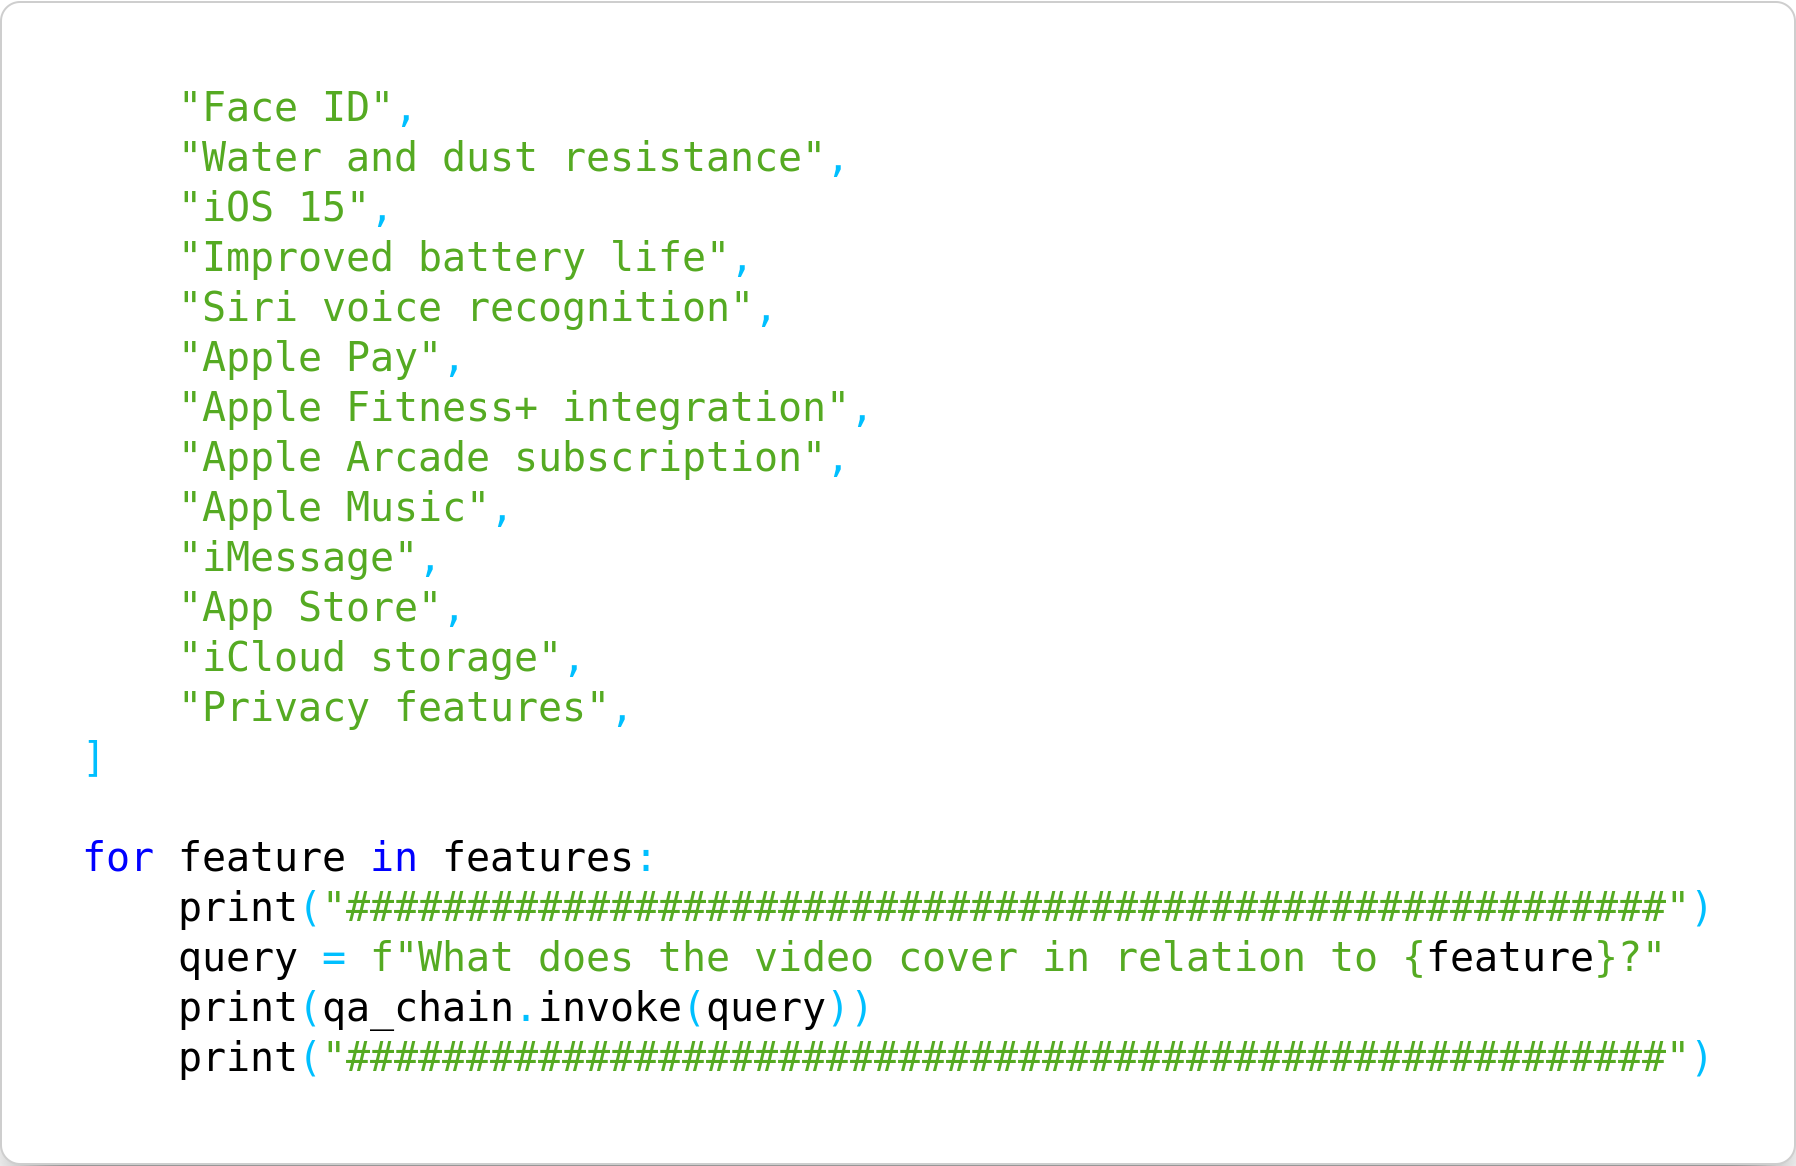 "Face ID",
"Water and dust resistance",
"iOS 15",
"Improved battery life",
"Siri voice recognition",
"Apple Pay",
"Apple Fitness+ integration",
"Apple Arcade subscription",
"Apple Music",
"iMessage",
"App Store",
"iCloud storage",
"Privacy features",
]
for feature in features:
print("#######################################################")
query = f"What does the video cover in relation to {feature}?"
print(qa_chain.invoke(query))
print("#######################################################")